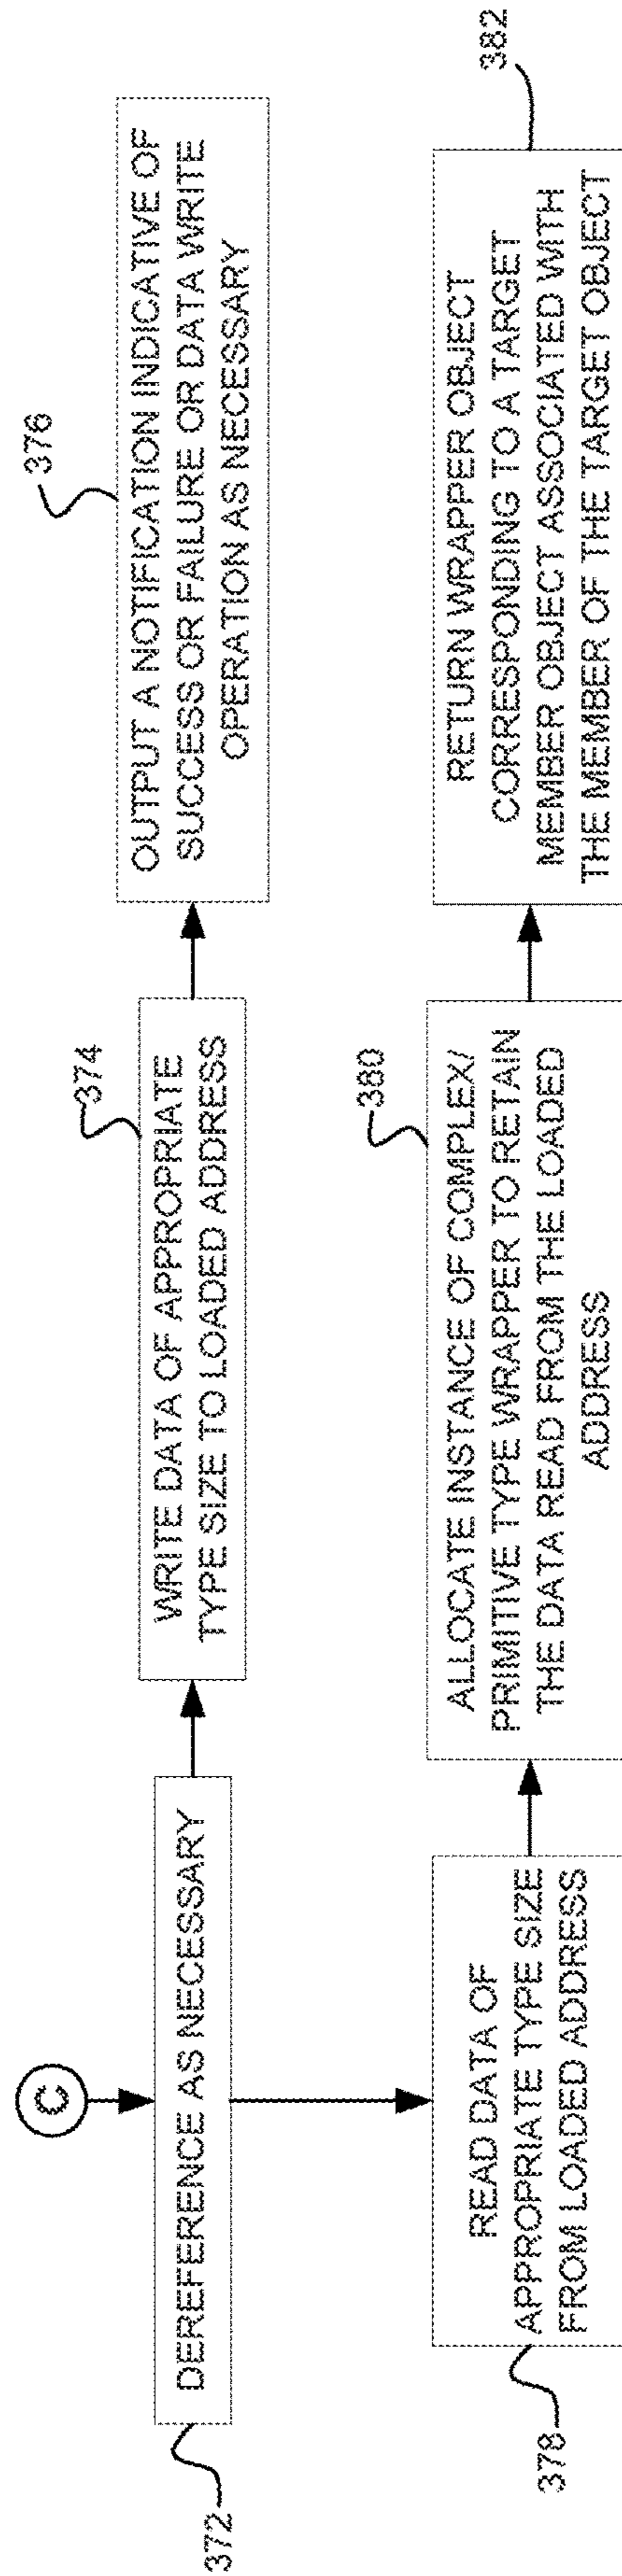 C
372
DEREFERENCE AS NECESSARY
374
WRITE DATA OF APPROPRIATE
TYPE SIZE TO LOADED ADDRESS
376
OUTPUT A NOTIFICATION INDICATIVE OF
SUCCESS OR FAILURE OR DATA WRITE
OPERATION AS NECESSARY
378
READ DATA OF
APPROPRIATE TYPE SIZE
FROM LOADED ADDRESS
380
ALLOCATE INSTANCE OF COMPLEX/
PRIMITIVE TYPE WRAPPER TO RETAIN
THE DATA READ FROM THE LOADED
ADDRESS
382
RETURN WRAPPER OBJECT
CORRESPONDING TO A TARGET
MEMBER OBJECT ASSOCIATED WITH
THE MEMBER OF THE TARGET OBJECT